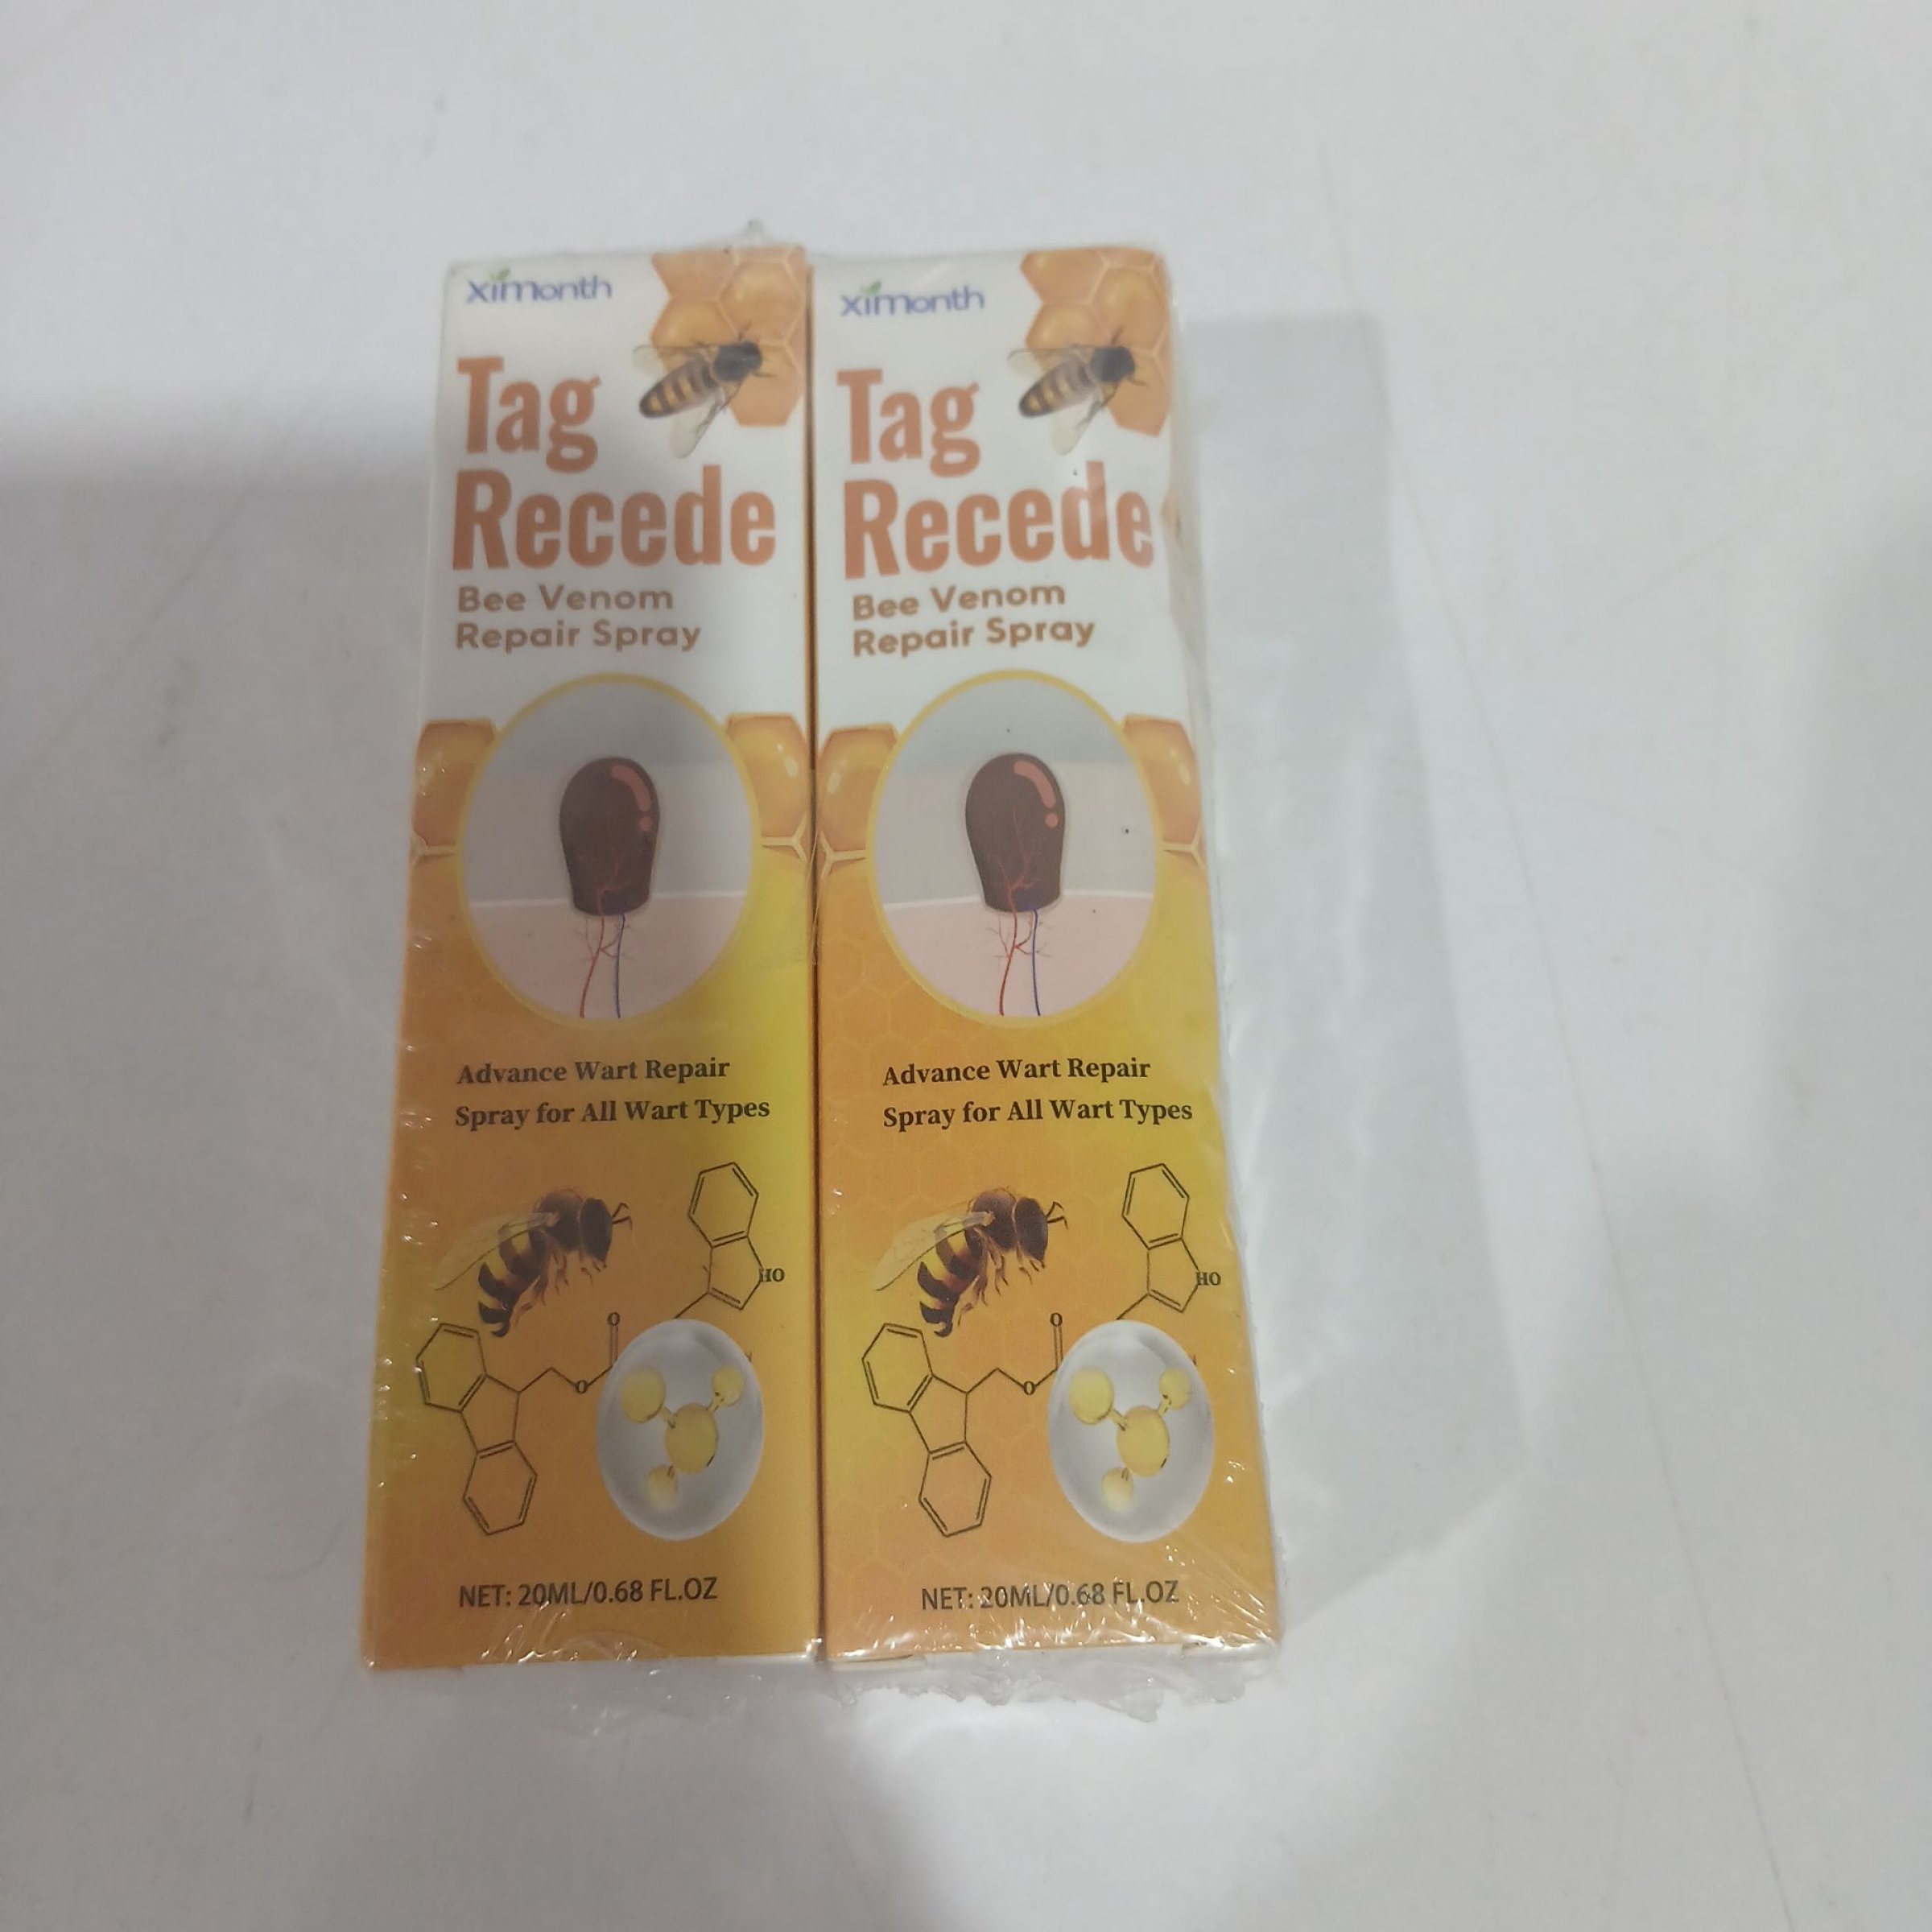 ximonth
Tag
Recede
Bee Venom
Repair Spray
Advance Wart Repair
Spray for All Wart Types
HO
O
O
NET: 20ML/0.68 FL.OZ
ximonth
Tag
Recede
Bee Venom
Repair Spray
Advance Wart Repair
Spray for All Wart Types
HO
O
O
NET: 20ML/0.68 FL.OZ